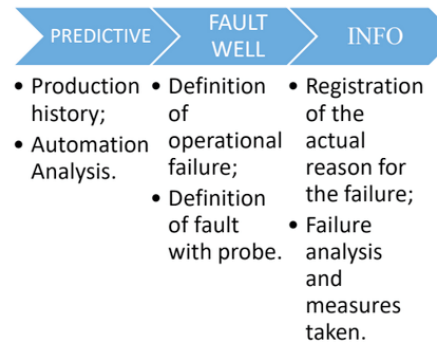 PREDICTIVE
FAULT
WELL
INFO
• Production
history;
• Automation
Analysis.
• Definition
of
operational
failure;
• Definition
of fault
with probe.
• Registration
of the
actual
reason for
the failure;
• Failure
analysis
and
measures
taken.